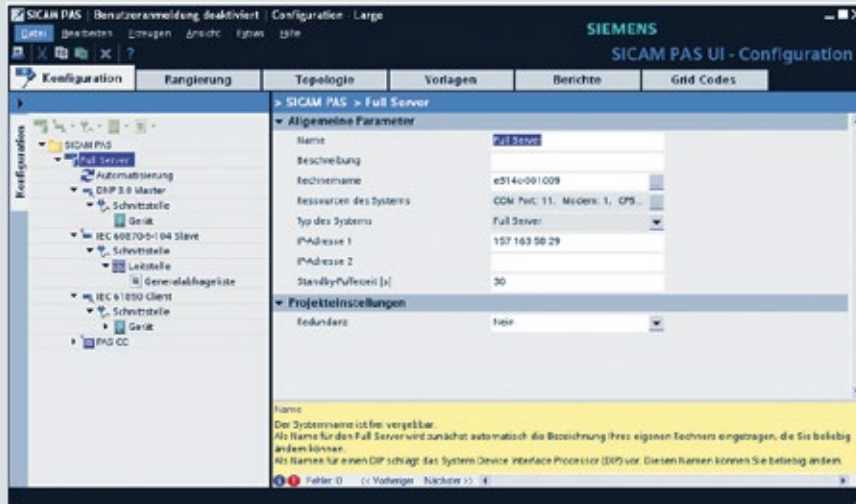 SICAM PAS | Benutzeranmeldung deaktiviert | Configuration - Large
Datei Bearbeiten Erzeugen Ansicht Extras Hilfe
SIEMENS
SICAM PAS UI - Configuration
Konfiguration Rangierung Topologie Vorlagen Berichte Grid Codes
> SICAM PAS > Full Server
Konfiguration
SICAM PAS
Full Server
Automatisierung
DNP 3.0 Master
Schnittstelle
Gerät
IEC 60870-5-104 Slave
Schnittstelle
Leitstelle
Generalabfrageliste
IEC 61850 Client
Schnittstelle
Gerät
PAS CC
Allgemeine Parameter
Name Full Server
Beschreibung
Rechnername
Ressourcen des Systems COM Port: 11, Modem: 1,
Typ des Systems Full Server
IP-Adresse 1 157.163.58.29
IP-Adresse 2
Standby-Pufferzeit [s] 30
Projekteinstellungen
Redundanz Nein
Name
Der Systemname ist frei vergebbar.
Als Name für den Full Server wird zunächst automatisch die Bezeichnung Ihres eigenen Rechners eingetragen, die Sie beliebig
ändern können.
Als Namen für einen DIP schlägt das System Device Interface Processor (DIP) vor. Diesen Namen können Sie beliebig ändern.
Fehler: 0 << Vorheriger Nächster >>